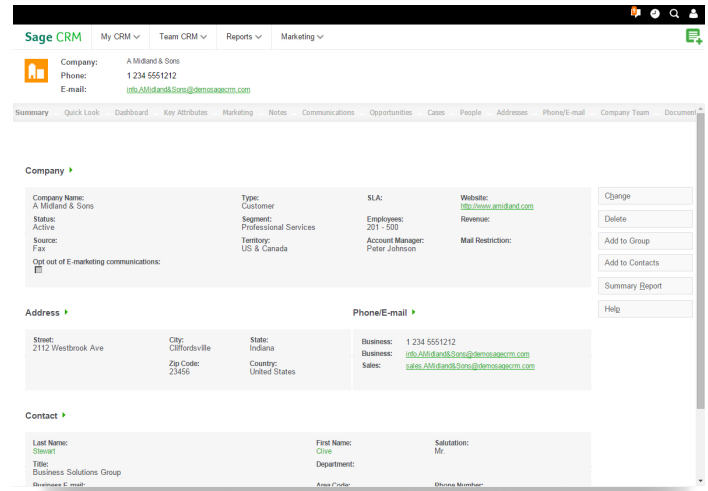 Sage CRM My CRM Team CRM Reports Marketing
Company: A Midland & Sons
Phone: 1 234 5551212
E-mail: info.AMidland&Sons@demosagecrm.com
Summary Quick Look Dashboard Key Attributes Marketing Notes Communications Opportunities Cases People Addresses Phone/E-mail Company Team Document
Company
Company Name: Type: SLA: Website:
A Midland & Sons Customer http://www.amidland.com
Status: Segment: Employees: Revenue:
Active Professional Services 201 - 500
Source: Territory: Account Manager: Mail Restriction:
Fax US & Canada Peter Johnson
Opt out of E-marketing communications:
Change
Delete
Add to Group
Add to Contacts
Summary Report
Help
Address
Street: City: State:
2112 Westbrook Ave Cliffordsville Indiana
Zip Code: Country:
23456 United States
Phone/E-mail
Business: 1 234 5551212
Business: info.AMidland&Sons@demosagecrm.com
Sales: sales.AMidland&Sons@demosagecrm.com
Contact
Last Name: First Name: Salutation:
Stewart Clive Mr.
Title: Department:
Business Solutions Group
Business E-mail: Area Code: Phone Number: